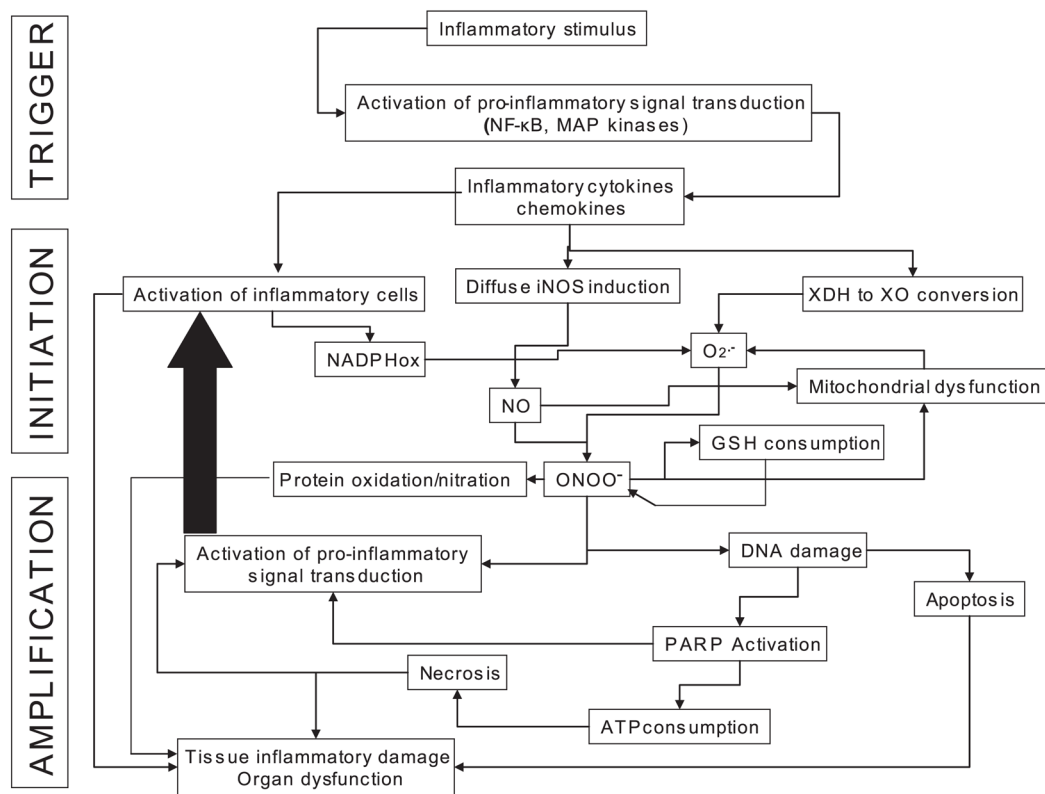 TRIGGER
Inflammatory stimulus
Activation of pro-inflammatory signal transduction
(NF-κB, MAP kinases)
Inflammatory cytokines
chemokines
INITIATION
Activation of inflammatory cells
Diffuse iNOS induction
XDH to XO conversion
NADPHox
O2·-
NO
Mitochondrial dysfunction
GSH consumption
Protein oxidation/nitration
ONOO-
AMPLIFICATION
Activation of pro-inflammatory
signal transduction
DNA damage
Apoptosis
PARP Activation
Necrosis
ATP consumption
Tissue inflammatory damage
Organ dysfunction